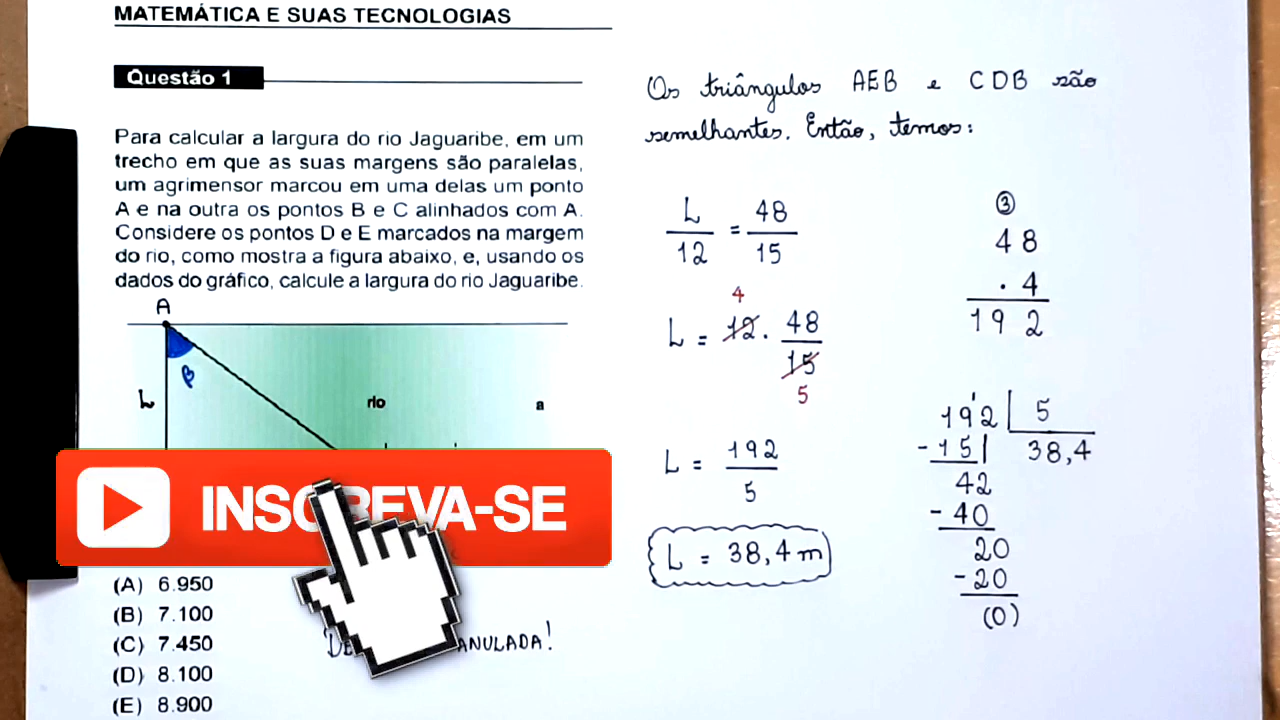 MATEMÁTICA E SUAS TECNOLOGIAS
Questão 1
Para calcular a largura do rio Jaguaribe, em um
trecho em que as suas margens são paralelas,
um agrimensor marcou em uma delas um ponto
A e na outra os pontos B e C alinhados com A.
Considere os pontos D e E marcados na margem
do rio, como mostra a figura abaixo, e, usando os
dados do gráfico, calcule a largura do rio Jaguaribe.
A
β
L
rio
a
INSCREVA-SE
(A) 6.950
(B) 7.100
(C) 7.450
(D) 8.100
(E) 8.900
ANULADA!
Os triângulos AEB e CDB são
semelhantes. Então, temos:
L/12 = 48/15
4
L = 12 . 48/15
5
L = 192/5
L = 38,4 m
3
48
. 4
192
192 | 5
- 15 38,4
42
- 40
20
- 20
(0)